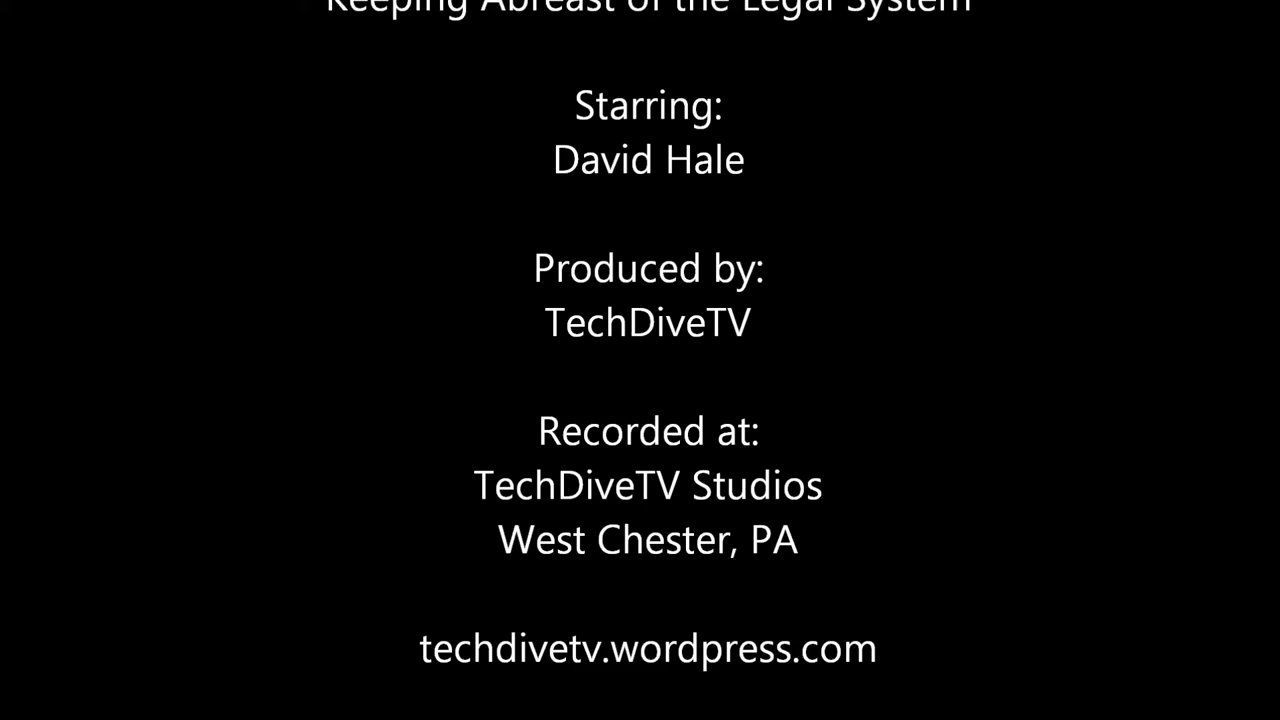 Keeping Abreast of the Legal System
Starring:
David Hale
Produced by:
TechDiveTV
Recorded at:
TechDiveTV Studios
West Chester, PA
techdivetv.wordpress.com